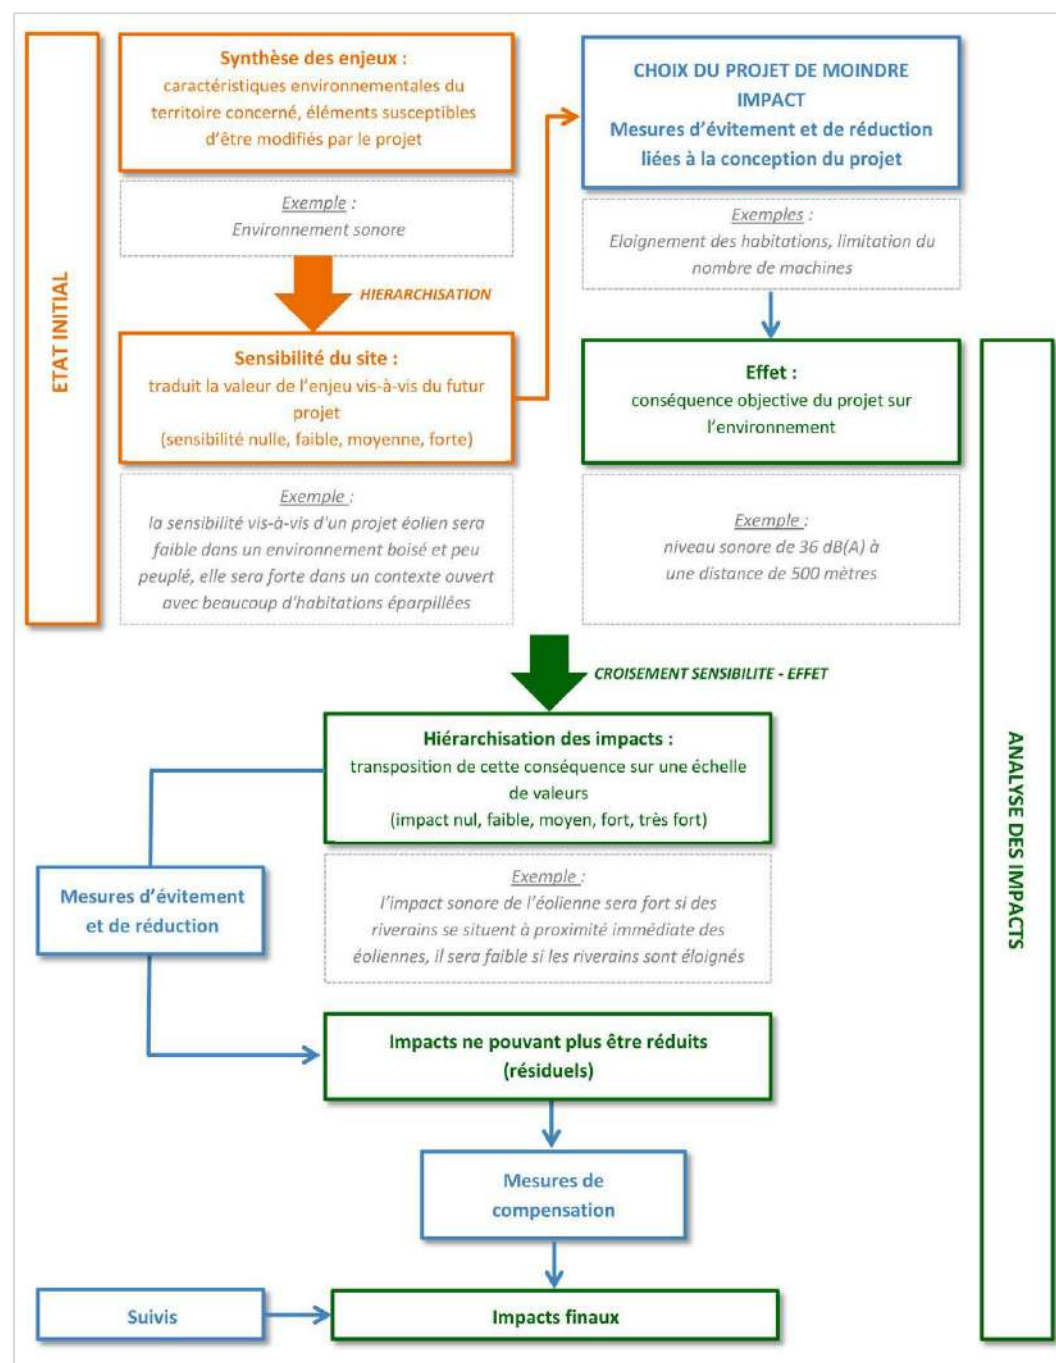 ETAT INITIAL
Synthèse des enjeux :
caractéristiques environnementales du
territoire concerné, éléments susceptibles
d'être modifiés par le projet
Exemple :
Environnement sonore
HIERARCHISATION
Sensibilité du site :
traduit la valeur de l'enjeu vis-à-vis du futur
projet
(sensibilité nulle, faible, moyenne, forte)
Exemple :
la sensibilité vis-à-vis d'un projet éolien sera
faible dans un environnement boisé et peu
peuplé, elle sera forte dans un contexte ouvert
avec beaucoup d'habitations éparpillées
CHOIX DU PROJET DE MOINDRE
IMPACT
Mesures d'évitement et de réduction
liées à la conception du projet
Exemples :
Eloignement des habitations, limitation du
nombre de machines
Effet :
conséquence objective du projet sur
l'environnement
Exemple :
niveau sonore de 36 dB(A) à
une distance de 500 mètres
CROISEMENT SENSIBILITE - EFFET
Hiérarchisation des impacts :
transposition de cette conséquence sur une échelle
de valeurs
(impact nul, faible, moyen, fort, très fort)
Exemple :
l'impact sonore de l'éolienne sera fort si des
riverains se situent à proximité immédiate des
éoliennes, il sera faible si les riverains sont éloignés
Mesures d'évitement
et de réduction
Impacts ne pouvant plus être réduits
(résiduels)
Mesures de
compensation
Suivis
Impacts finaux
ANALYSE DES IMPACTS